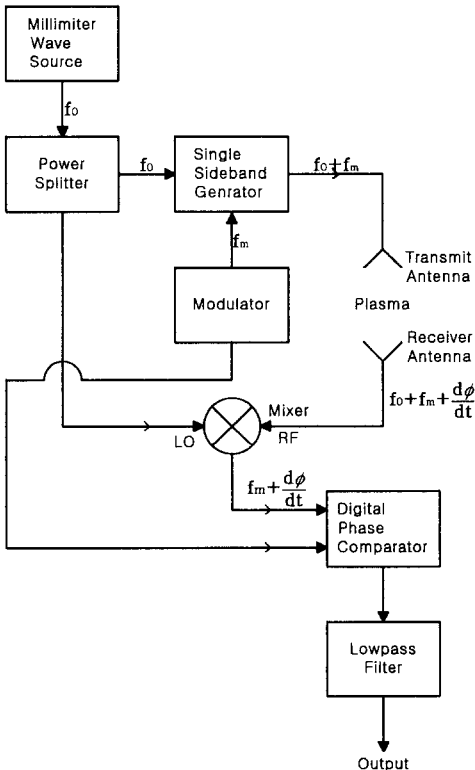 Millimiter
Wave
Source
f₀
Power
Splitter
f₀
Single
Sideband
Genrator
f₀+fₘ
fₘ
Modulator
Transmit
Antenna
Plasma
Receiver
Antenna
f₀+fₘ+dϕ/dt
Mixer
LO
RF
fₘ+dϕ/dt
Digital
Phase
Comparator
Lowpass
Filter
Output